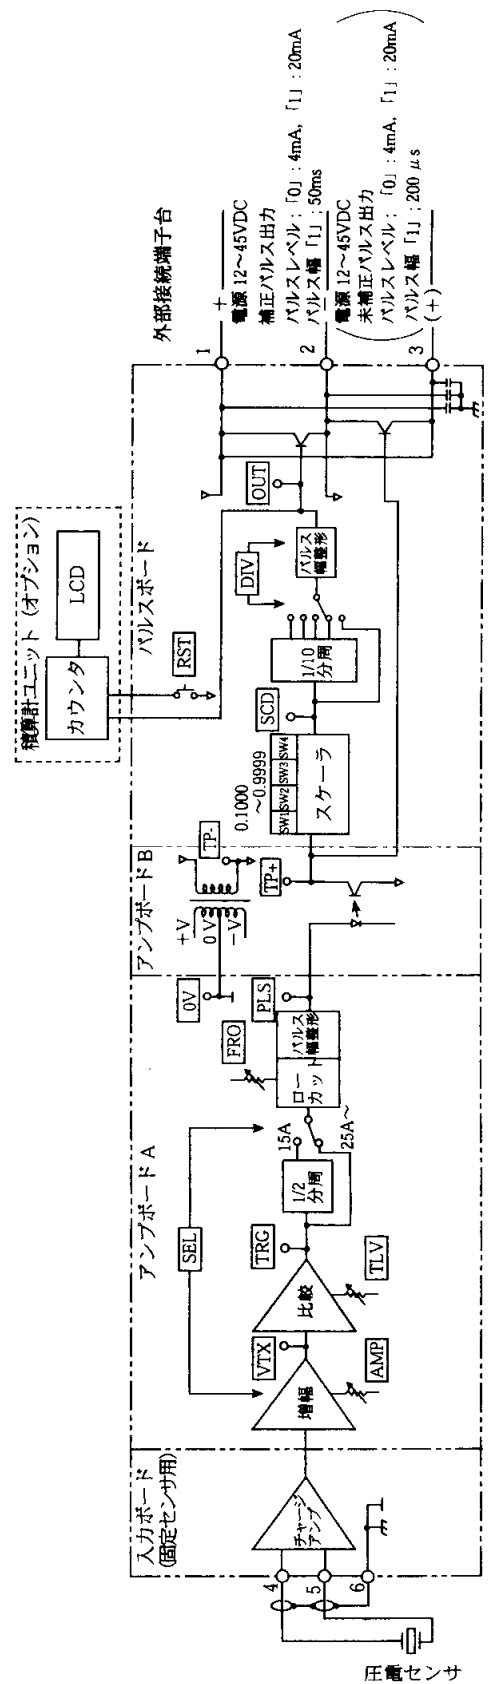 圧電センサ
入力ボード
(固定センサ用)
4
5
6
チャージ
アンプ
アンプボード A
SEL
増幅
AMP
VTX
比較
TLV
TRG
1/2
分周
15A
25A～
ロー
カット
FRO
パルス
幅整形
PLS
0V
アンプボード B
+V
0V
-V
TP-
TP+
パルスボード
0.1000
～0.9999
SW1
SW2
SW3
SW4
スケーラ
SCD
1/10
分周
DIV
パルス
幅整形
OUT
RST
積算計ユニット (オプション)
カウンタ
LCD
外部接続端子台
1
+
電源 12～45VDC
補正パルス出力
パルスレベル；「0」: 4mA, 「1」: 20mA
パルス幅「1」; 50ms
2
-
電源 12～45VDC
未補正パルス出力
パルスレベル；「0」: 4mA, 「1」: 20mA
パルス幅「1」; 200 μs
3
(+)